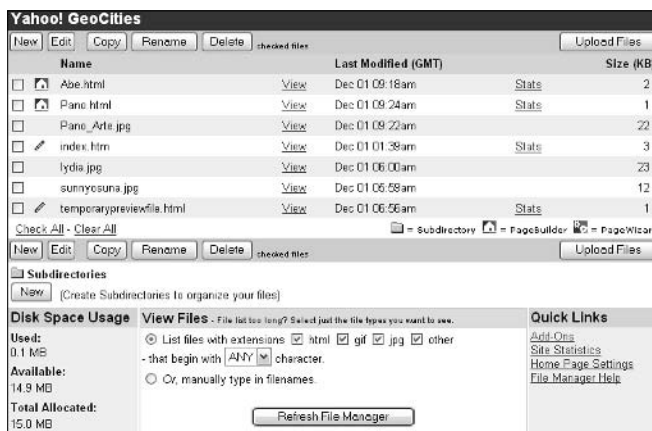 Yahoo! GeoCities
New Edit Copy Rename Delete checked files Upload Files
Name Last Modified (GMT) Size (KB
Abe.html View Dec 01 09:18am Stats 2
Pano.html View Dec 01 09:24am Stats 1
Pano_Arte.jpg View Dec 01 09:22am 22
index.htm View Dec 01 01:39am Stats 3
lydia.jpg View Dec 01 06:00am 23
sunnyosuna.jpg View Dec 01 05:59am 12
temporarypreviewfile.html View Dec 01 06:56am Stats 1
Check All - Clear All = Subdirectory = PageBuilder = PageWizar
New Edit Copy Rename Delete checked files Upload Files
Subdirectories
New (Create Subdirectories to organize your files)
Disk Space Usage View Files - File list too long? Select just the file types you want to see. Quick Links
Used: List files with extensions html gif jpg other Add-Ons
0.1 MB - that begin with ANY character. Site Statistics
Available: Or, manually type in filenames. Home Page Settings
14.9 MB File Manager Help
Total Allocated:
15.0 MB Refresh File Manager